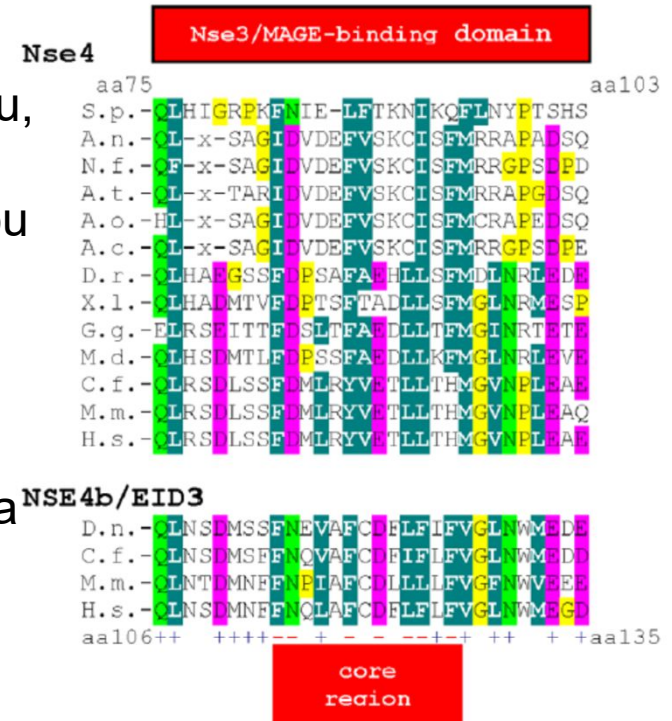 Nse3/MAGE-binding domain
Nse4
aa75 aa103
u,
S.p.-QLHIGRPKFNIE-LFTKNIKQFLNYPTSHS
A.n.-QL-x-SAGIDVDEFVSKCISFMRRAPADSQ
N.f.-QF-x-SAGIDVDEFVSKCISFMRRGPSDPD
A.t.-QL-x-TARIDVDEFVSKCISFMRRAPGDSQ
ou
A.o.-HL-x-SAGIDVDEFVSKCISFMCRAPEDSQ
A.c.-QL-x-SAGIDVDEFVSKCISFMRRGPSDPE
D.r.-QLHAEGSSFDPSAFAEHLLSFMDLNRLEDE
X.l.-QLHADMTVFDPTSFTADLLSFMGLNRMESP
G.g.-ELRSEITTFDSLTFAEDLLTFMGINRTETE
M.d.-QLHSDMTLFDPSSFAEDLLKFMGLNRLEVE
C.f.-QLRSDLSSFDMLRYVETLLTHMGVNPLEAE
M.m.-QLRSDLSSFDMLRYVETLLTHMGVNPLEAQ
H.s.-QLRSDLSSFDMLRYVETLLTHMGVNPLEAE
a
NSE4b/EID3
D.n.-QLNSDMSSFNEVAFCDFLFIFVGLNWMEDE
C.f.-QLNSDMSFFNQVAFCDFIFLFVGLNWMEDD
M.m.-QLNTDMNFFNPIAFCDLLLLFVGFNWVEEE
H.s.-QLNSDMNFFNQLAFCDFLFLFVGLNWMEGD
aa106++ ++++-- + - - --+- + ++ + +aa135
core
region